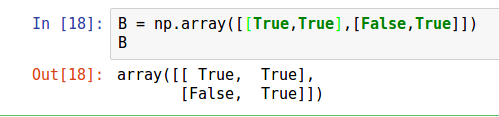 In [18]: B = np.array([[True,True],[False,True]])
B
Out[18]: array([[ True,  True],
       [False,  True]])